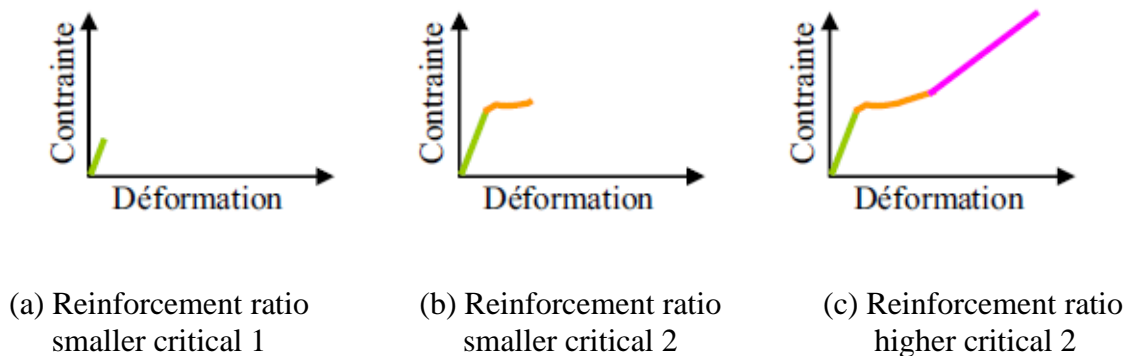 Contrainte
Déformation
Contrainte
Déformation
Contrainte
Déformation
(a) Reinforcement ratio
smaller critical 1
(b) Reinforcement ratio
smaller critical 2
(c) Reinforcement ratio
higher critical 2